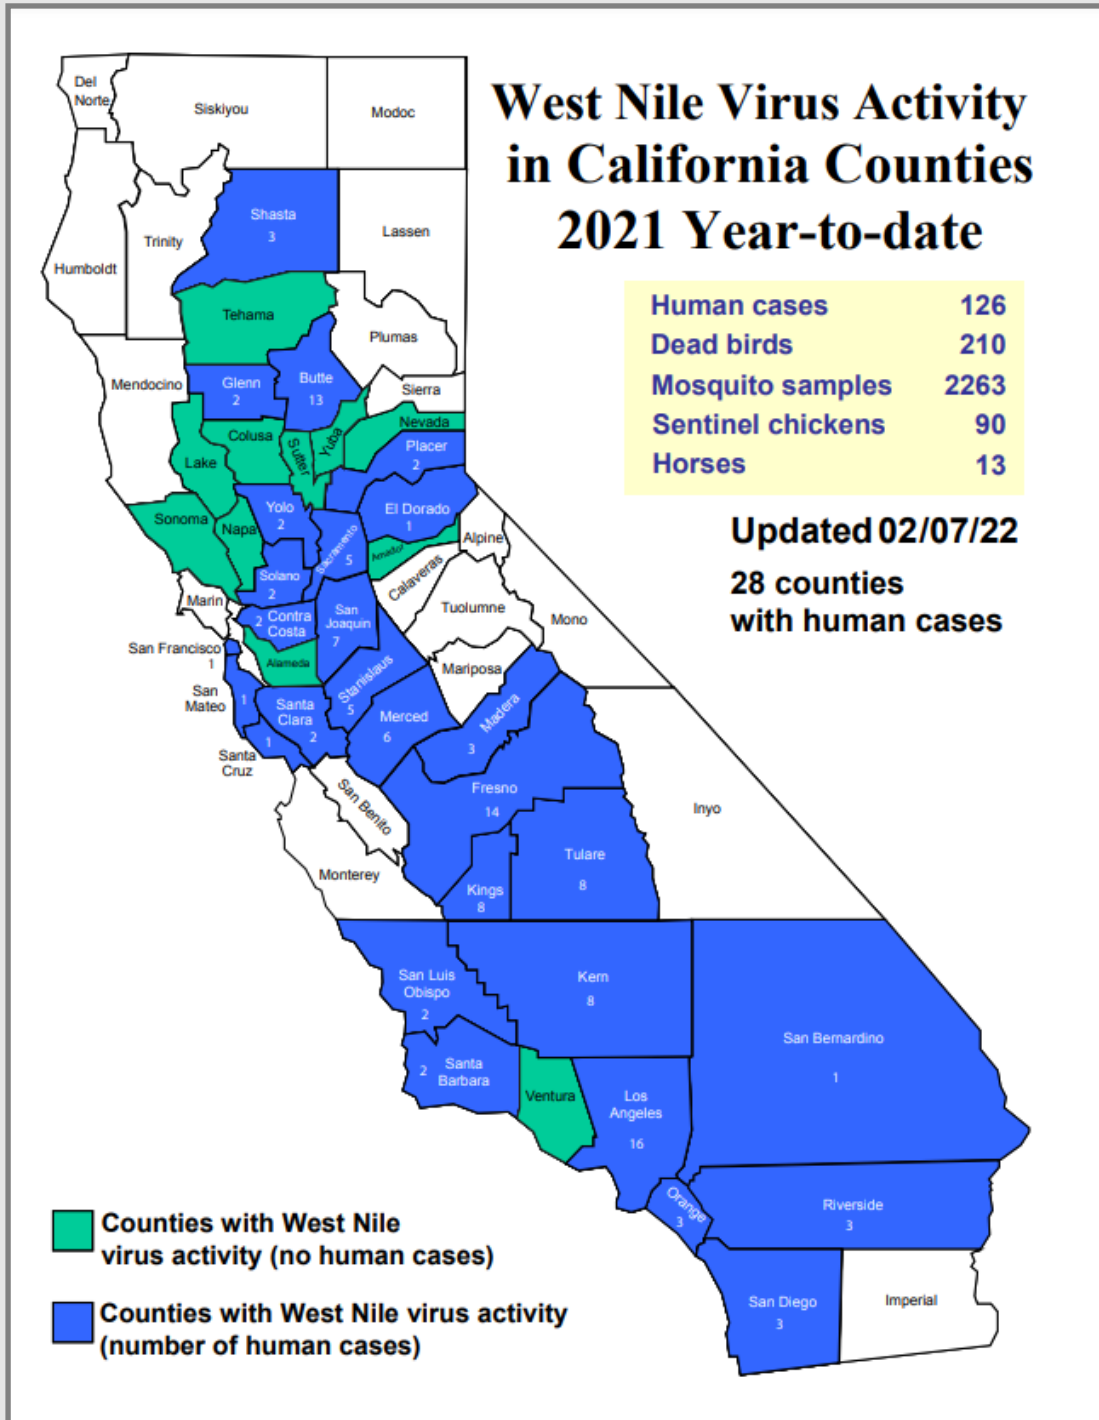 West Nile Virus Activity
in California Counties
2021 Year-to-date
Human cases 126
Dead birds 210
Mosquito samples 2263
Sentinel chickens 90
Horses 13
Updated 02/07/22
28 counties
with human cases
Del
Norte
Siskiyou
Modoc
Shasta
3
Lassen
Trinity
Humboldt
Tehama
Plumas
Mendocino
Glenn
2
Butte
13
Sierra
Nevada
Colusa
Sutter
Yuba
Placer
2
Lake
Sonoma
Napa
Yolo
2
El Dorado
1
Sacramento
5
Amador
Alpine
Solano
2
Calaveras
Marin
Tuolumne
Mono
2 Contra
Costa
San
Joaquin
7
San Francisco
1
Alameda
Stanislaus
5
Mariposa
San
Mateo
1
Santa
Clara
2
Merced
6
Madera
3
Santa
Cruz
1
San Benito
Fresno
14
Inyo
Monterey
Kings
8
Tulare
8
San Luis
Obispo
2
Kern
8
San Bernardino
1
2 Santa
Barbara
Ventura
Los
Angeles
16
Orange
3
Riverside
3
San Diego
3
Imperial
Counties with West Nile
virus activity (no human cases)
Counties with West Nile virus activity
(number of human cases)